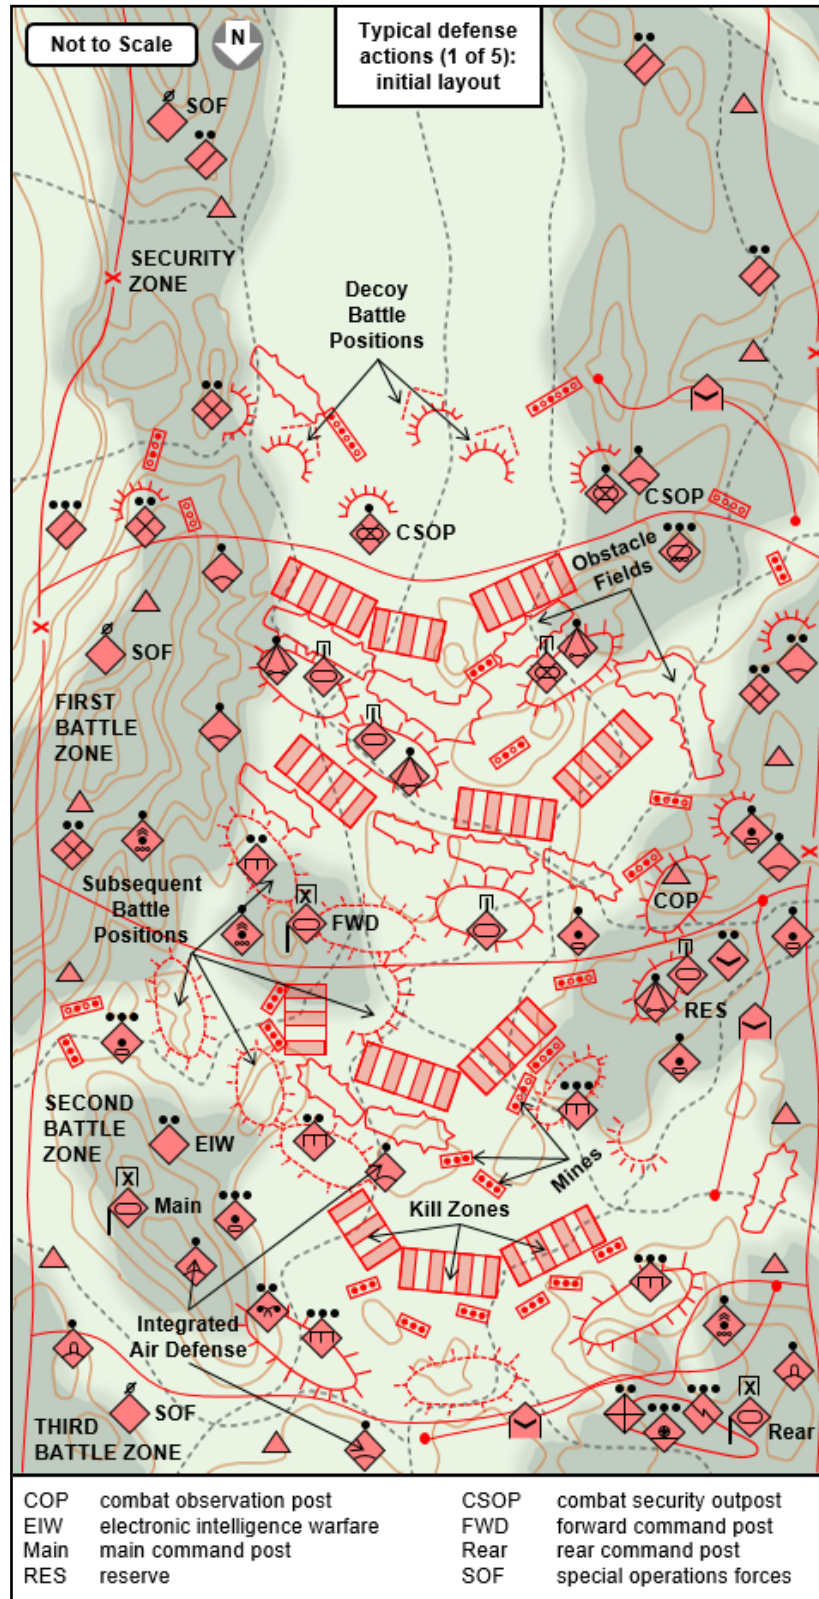 Not to Scale
N
Typical defense
actions (1 of 5):
initial layout
SOF
SECURITY
ZONE
X
X
Decoy
Battle
Positions
CSOP
CSOP
Obstacle
Fields
X
SOF
FIRST
BATTLE
ZONE
X
Subsequent
Battle
Positions
X
FWD
COP
RES
SECOND
BATTLE
ZONE
EIW
X
Main
Mines
Kill Zones
Integrated
Air Defense
SOF
X
Rear
THIRD
BATTLE ZONE
COP combat observation post
EIW electronic intelligence warfare
Main main command post
RES reserve
CSOP combat security outpost
FWD forward command post
Rear rear command post
SOF special operations forces